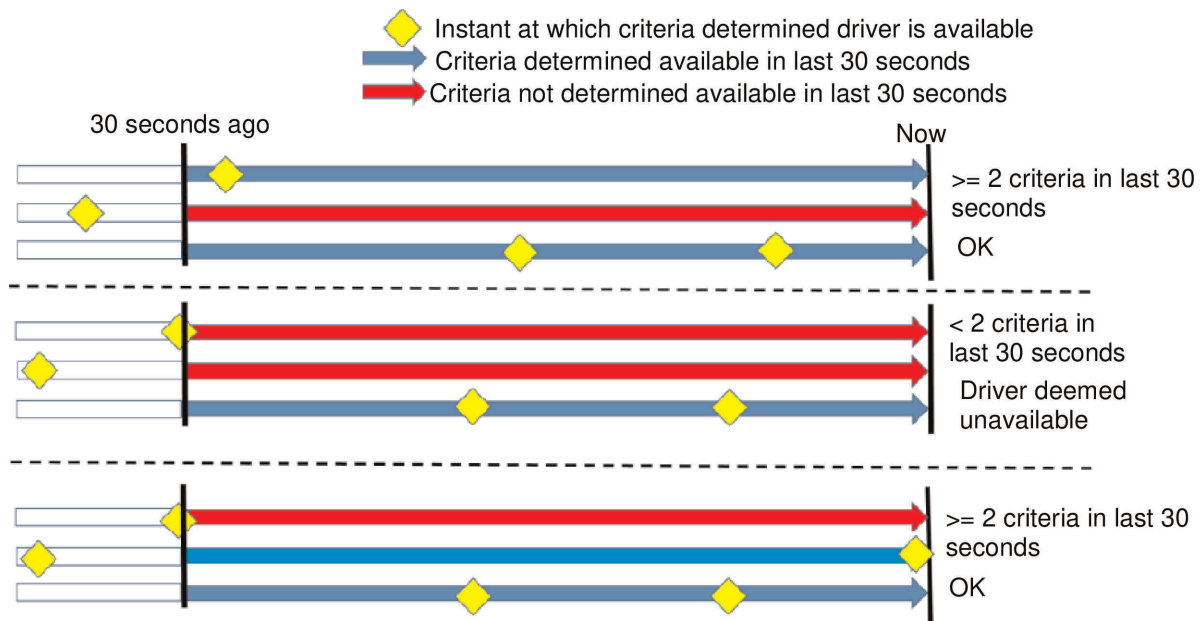 Instant at which criteria determined driver is available
Criteria determined available in last 30 seconds
Criteria not determined available in last 30 seconds
30 seconds ago
Now
>= 2 criteria in last 30
seconds
OK
< 2 criteria in
last 30 seconds
Driver deemed
unavailable
>= 2 criteria in last 30
seconds
OK